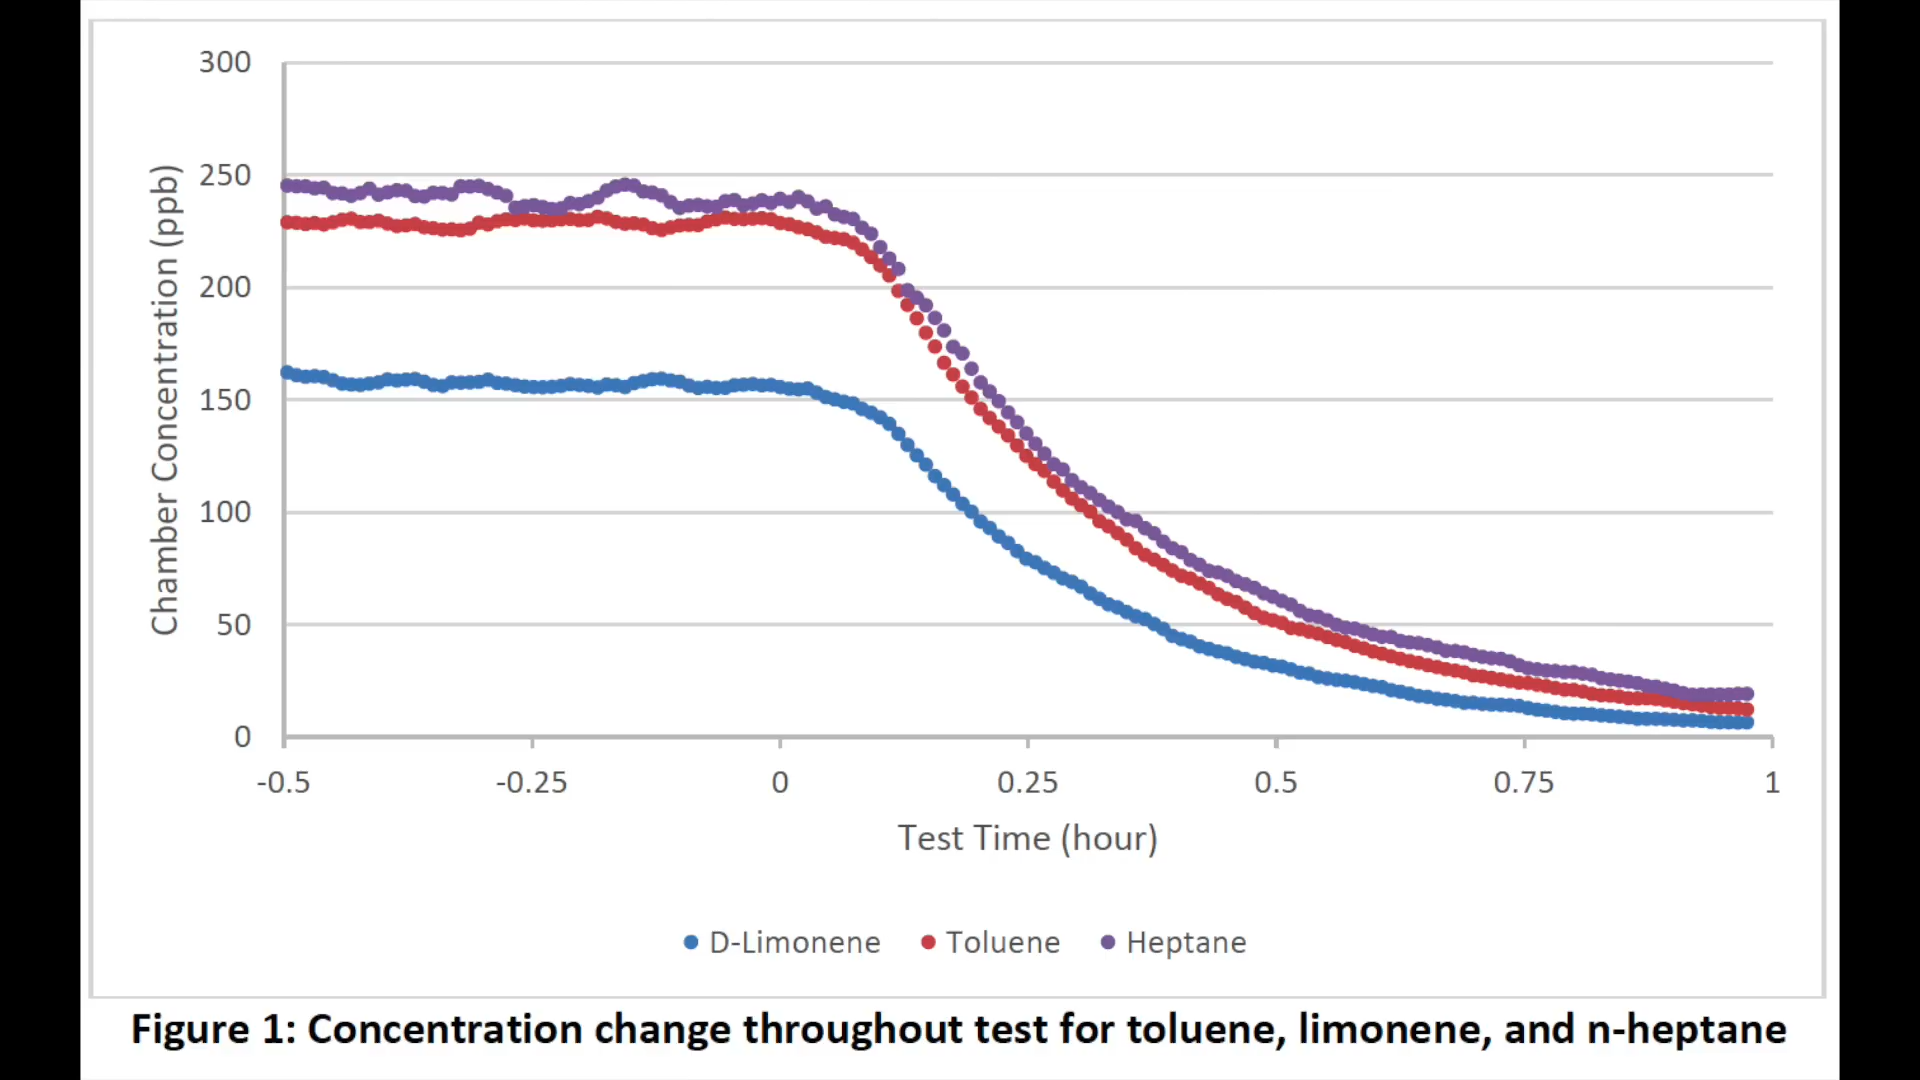 300
250
200
150
100
50
0
Chamber Concentration (ppb)
-0.5 -0.25 0 0.25 0.5 0.75 1
Test Time (hour)
D-Limonene Toluene Heptane
Figure 1: Concentration change throughout test for toluene, limonene, and n-heptane